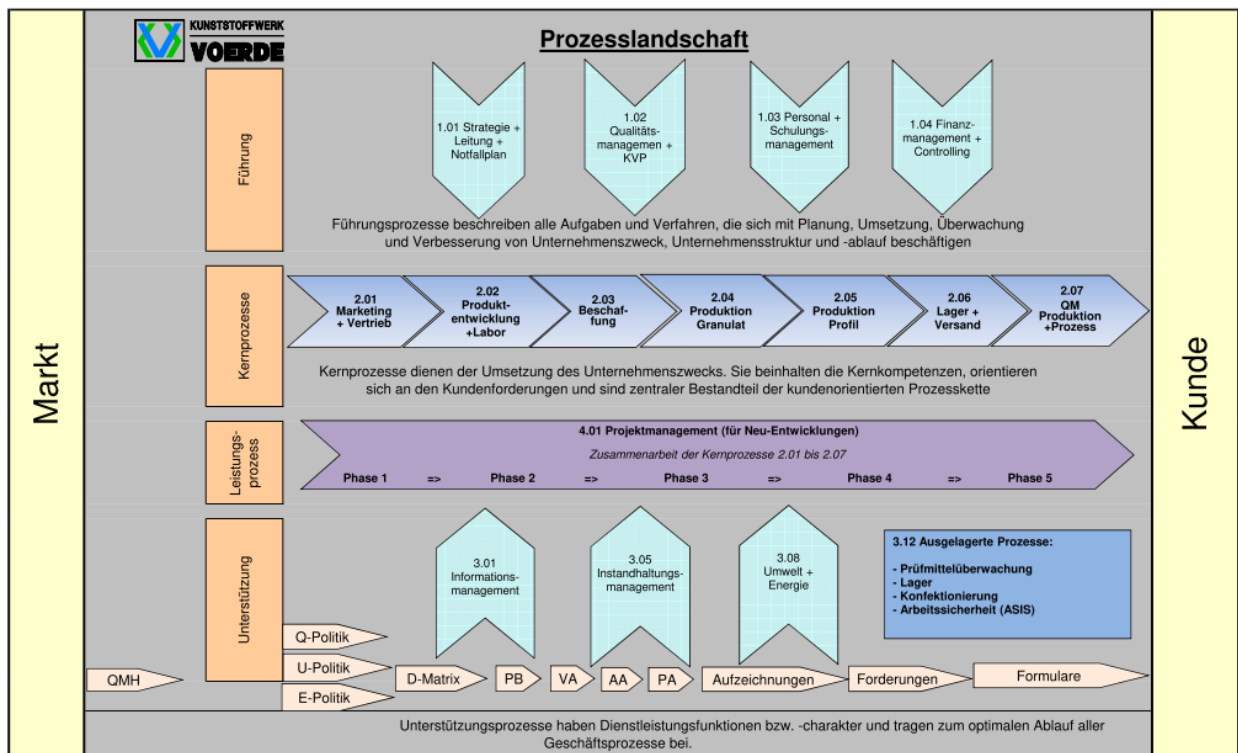 KUNSTSTOFFWERK
VOERDE
Prozesslandschaft
Markt
Kunde
Führung
1.01 Strategie +
Leitung +
Notfallplan
1.02
Qualitäts-
managemen +
KVP
1.03 Personal +
Schulungs-
management
1.04 Finanz-
management +
Controlling
Führungsprozesse beschreiben alle Aufgaben und Verfahren, die sich mit Planung, Umsetzung, Überwachung
und Verbesserung von Unternehmenszweck, Unternehmensstruktur und -ablauf beschäftigen
Kernprozesse
2.01
Marketing
+ Vertrieb
2.02
Produkt-
entwicklung
+Labor
2.03
Beschaf-
fung
2.04
Produktion
Granulat
2.05
Produktion
Profil
2.06
Lager +
Versand
2.07
QM
Produktion
+Prozess
Kernprozesse dienen der Umsetzung des Unternehmenszwecks. Sie beinhalten die Kernkompetenzen, orientieren
sich an den Kundenforderungen und sind zentraler Bestandteil der kundenorientierten Prozesskette
Leistungs-
prozess
4.01 Projektmanagement (für Neu-Entwicklungen)
Zusammenarbeit der Kernprozesse 2.01 bis 2.07
Phase 1 => Phase 2 => Phase 3 => Phase 4 => Phase 5
Unterstützung
3.01
Informations-
management
3.05
Instandhaltungs-
management
3.08
Umwelt +
Energie
3.12 Ausgelagerte Prozesse:
- Prüfmittelüberwachung
- Lager
- Konfektionierung
- Arbeitssicherheit (ASIS)
QMH
Q-Politik
U-Politik
E-Politik
D-Matrix
PB
VA
AA
PA
Aufzeichnungen
Forderungen
Formulare
Unterstützungsprozesse haben Dienstleistungsfunktionen bzw. -charakter und tragen zum optimalen Ablauf aller
Geschäftsprozesse bei.